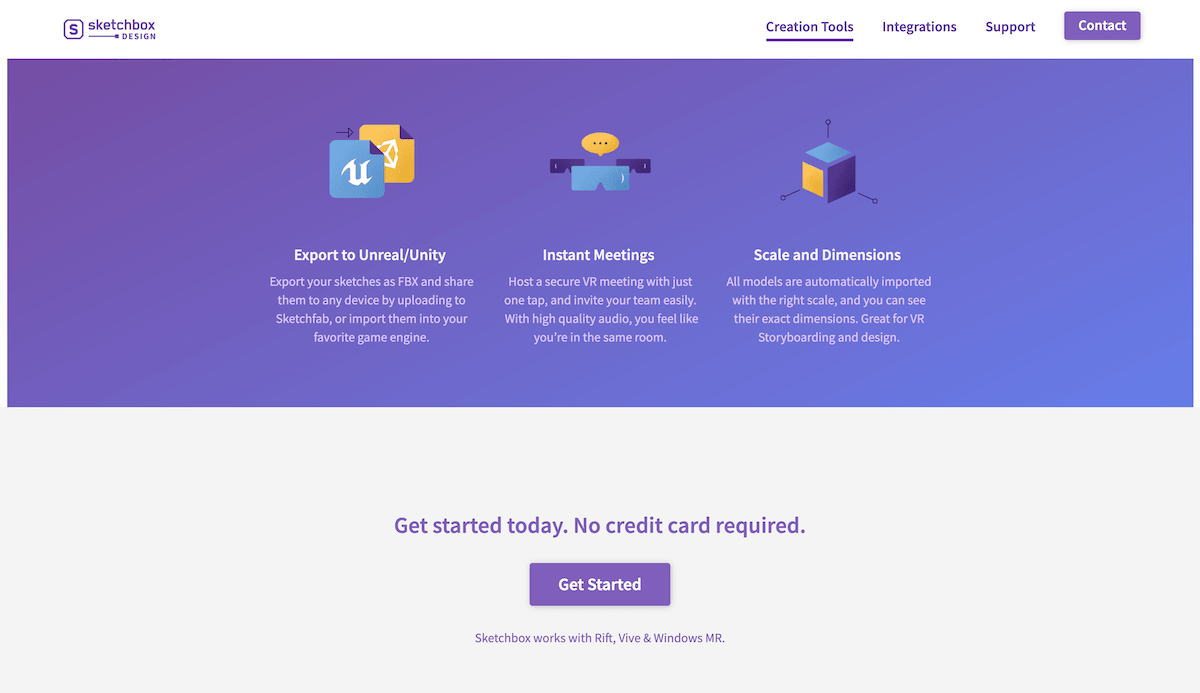 S sketchbox
DESIGN
Creation Tools
Integrations
Support
Contact
Export to Unreal/Unity
Export your sketches as FBX and share
them to any device by uploading to
Sketchfab, or import them into your
favorite game engine.
Instant Meetings
Host a secure VR meeting with just
one tap, and invite your team easily.
With high quality audio, you feel like
you’re in the same room.
Scale and Dimensions
All models are automatically imported
with the right scale, and you can see
their exact dimensions. Great for VR
Storyboarding and design.
Get started today. No credit card required.
Get Started
Sketchbox works with Rift, Vive & Windows MR.